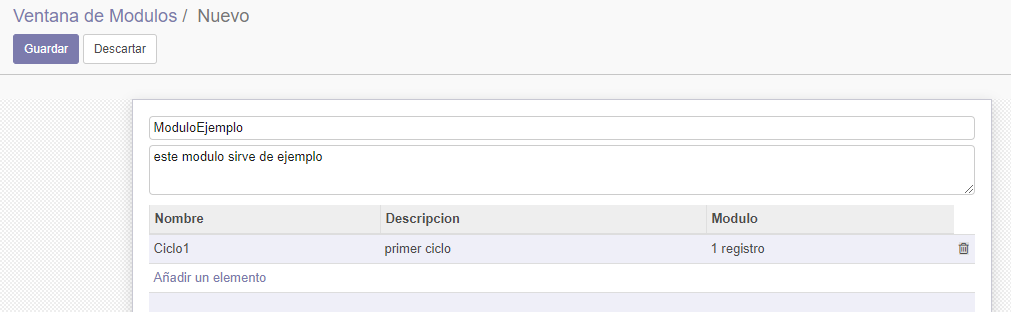 Ventana de Modulos / Nuevo
Guardar Descartar
ModuloEjemplo
este modulo sirve de ejemplo
Nombre Descripcion Modulo
Ciclo1 primer ciclo 1 registro
Añadir un elemento